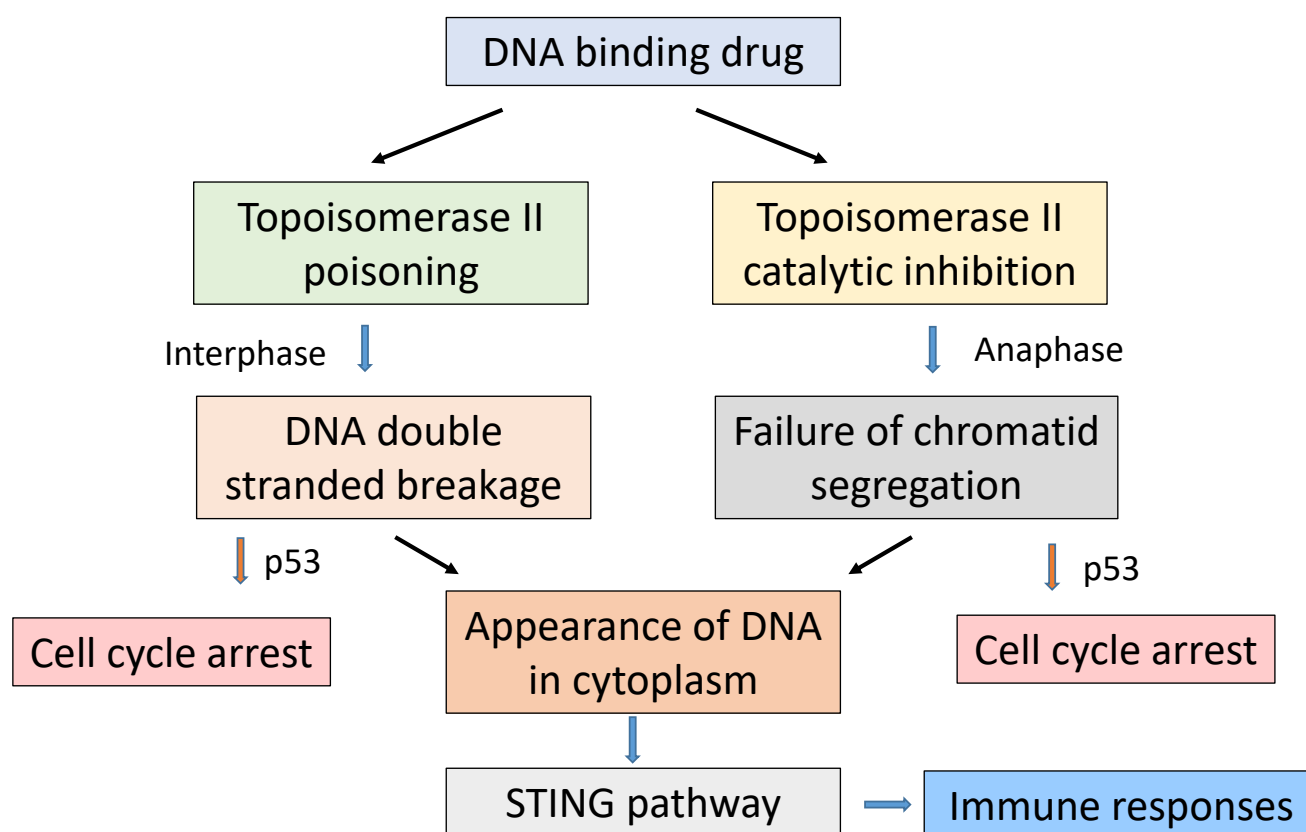 DNA binding drug
Topoisomerase II
poisoning
Topoisomerase II
catalytic inhibition
Interphase
Anaphase
DNA double
stranded breakage
Failure of chromatid
segregation
p53
p53
Cell cycle arrest
Appearance of DNA
in cytoplasm
Cell cycle arrest
STING pathway
Immune responses